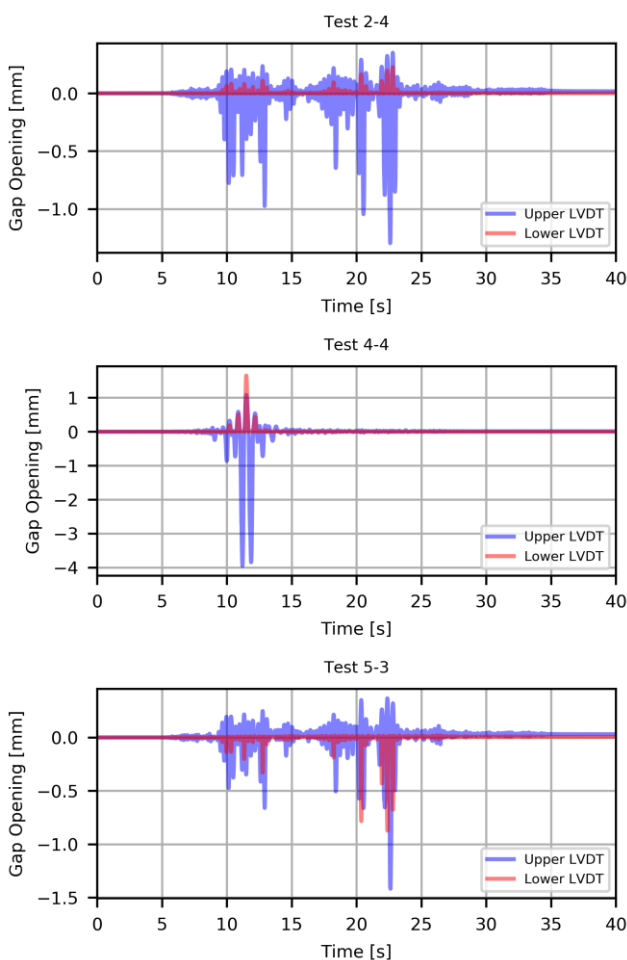 Test 2-4
Gap Opening [mm]
0.0
−0.5
−1.0
Upper LVDT
Lower LVDT
0 5 10 15 20 25 30 35 40
Time [s]
Test 4-4
Gap Opening [mm]
1
0
−1
−2
−3
−4
Upper LVDT
Lower LVDT
0 5 10 15 20 25 30 35 40
Time [s]
Test 5-3
Gap Opening [mm]
0.0
−0.5
−1.0
−1.5
Upper LVDT
Lower LVDT
0 5 10 15 20 25 30 35 40
Time [s]